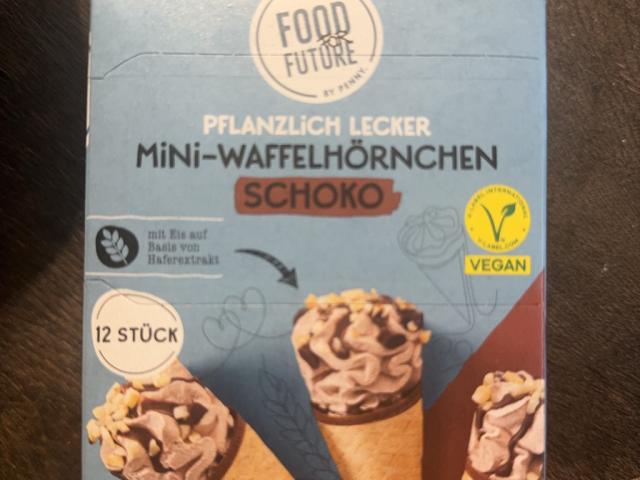 FOOD
FOR
FUTURE
BY PENNY.
PFLANZLiCH LECKER
MiNi-WAFFELHÖRNCHEN
SCHOKO
mit Eis auf
Basis von
Haferextrakt
V-LABEL INTERNATIONAL
V-LABEL.COM
VEGAN
12 STÜCK